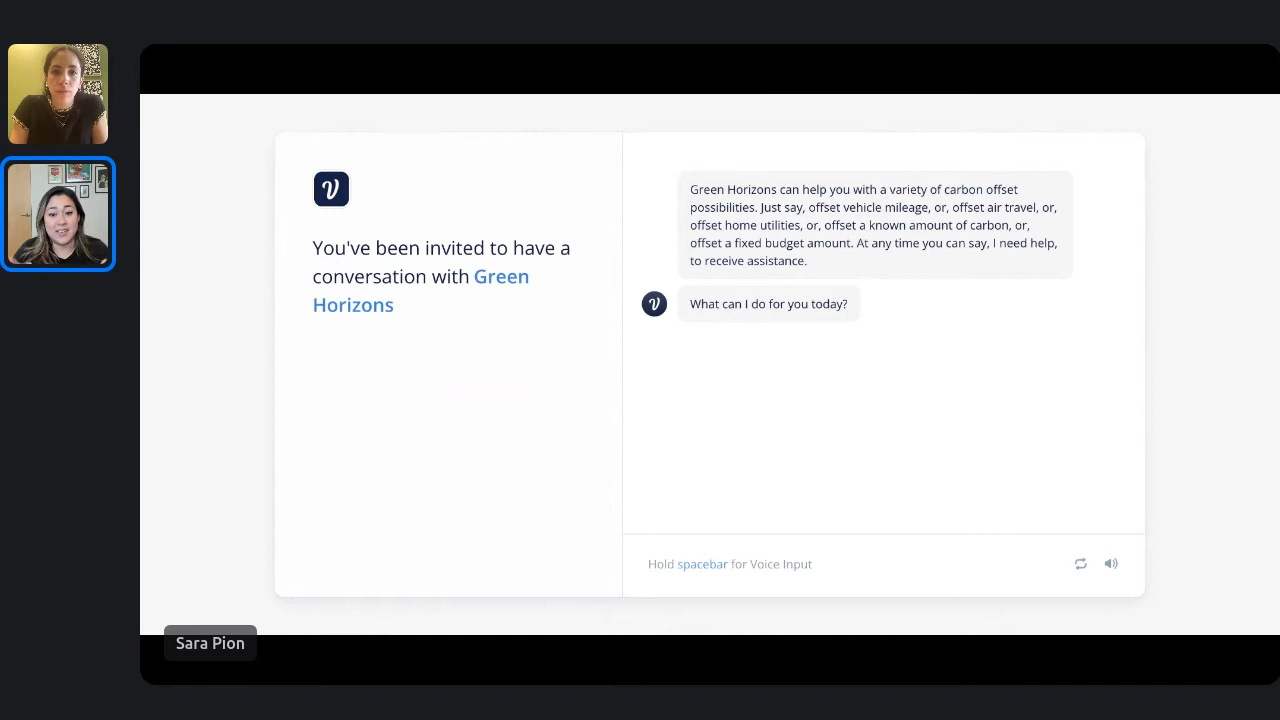 You've been invited to have a
conversation with Green
Horizons
Green Horizons can help you with a variety of carbon offset
possibilities. Just say, offset vehicle mileage, or, offset air travel, or,
offset home utilities, or, offset a known amount of carbon, or,
offset a fixed budget amount. At any time you can say, I need help,
to receive assistance.
What can I do for you today?
Hold spacebar for Voice Input
Sara Pion